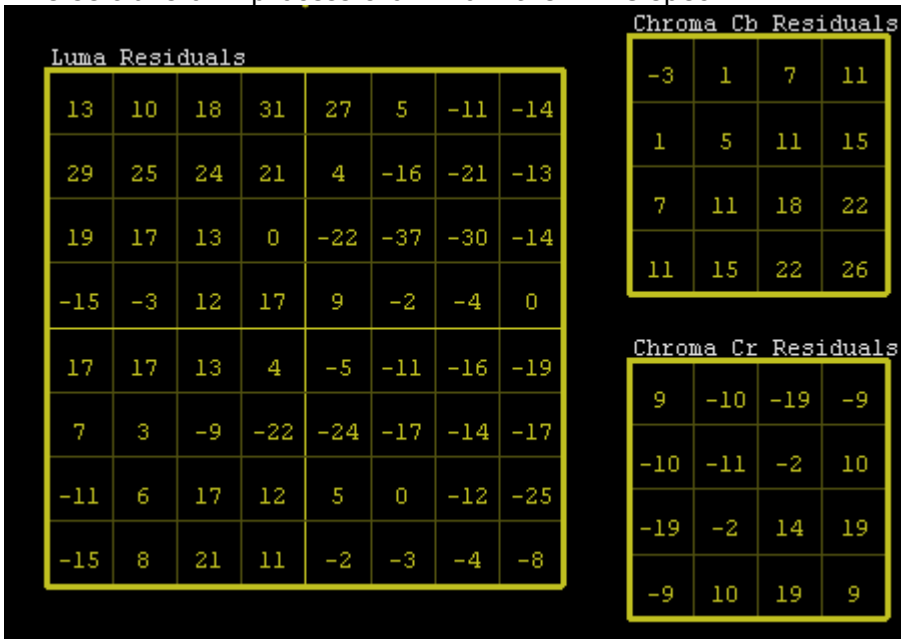 Luma Residuals
13 10 18 31 27 5 -11 -14
29 25 24 21 4 -16 -21 -13
19 17 13 0 -22 -37 -30 -14
-15 -3 12 17 9 -2 -4 0
17 17 13 4 -5 -11 -16 -19
7 3 -9 -22 -24 -17 -14 -17
-11 6 17 12 5 0 -12 -25
-15 8 21 11 -2 -3 -4 -8
Chroma Cb Residuals
-3 1 7 11
1 5 11 15
7 11 18 22
11 15 22 26
Chroma Cr Residuals
9 -10 -19 -9
-10 -11 -2 10
-19 -2 14 19
-9 10 19 9